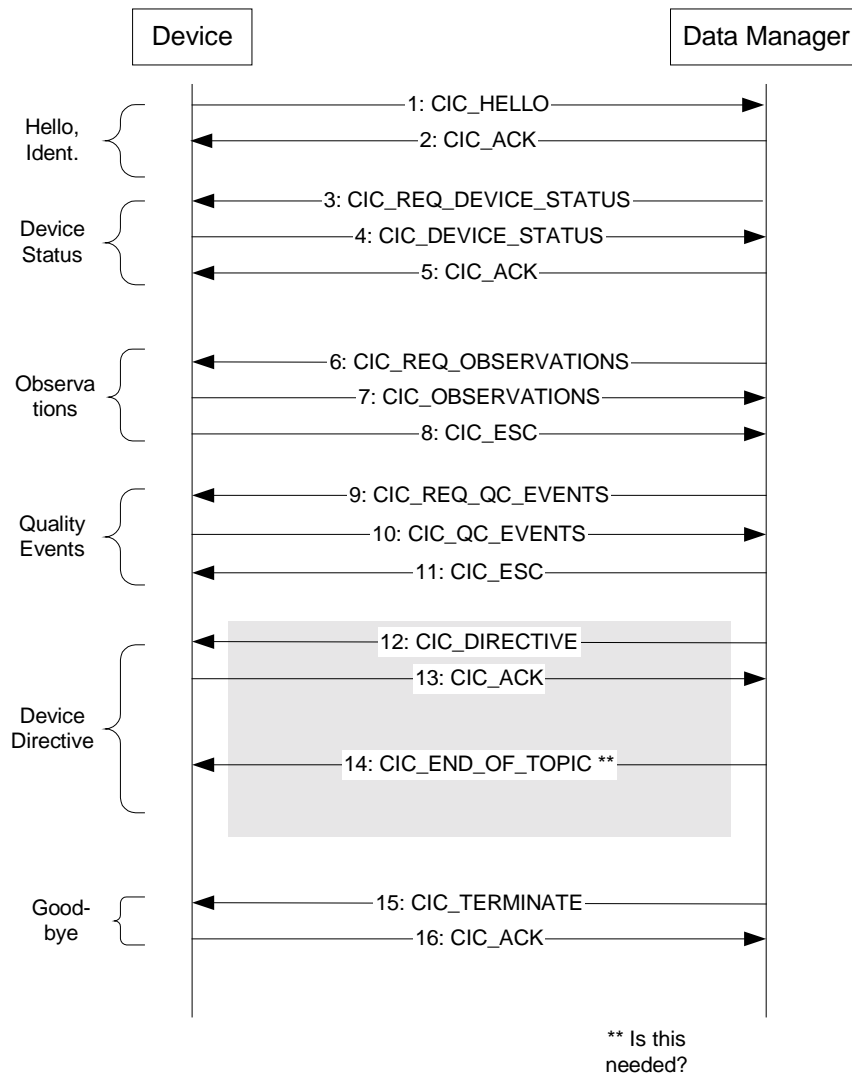 Device
Data Manager
1: CIC_HELLO
Hello,
Ident.
2: CIC_ACK
3: CIC_REQ_DEVICE_STATUS
Device
Status
4: CIC_DEVICE_STATUS
5: CIC_ACK
6: CIC_REQ_OBSERVATIONS
Observa
tions
7: CIC_OBSERVATIONS
8: CIC_ESC
9: CIC_REQ_QC_EVENTS
Quality
Events
10: CIC_QC_EVENTS
11: CIC_ESC
12: CIC_DIRECTIVE
13: CIC_ACK
Device
Directive
14: CIC_END_OF_TOPIC **
15: CIC_TERMINATE
Good-
bye
16: CIC_ACK
** Is this
needed?